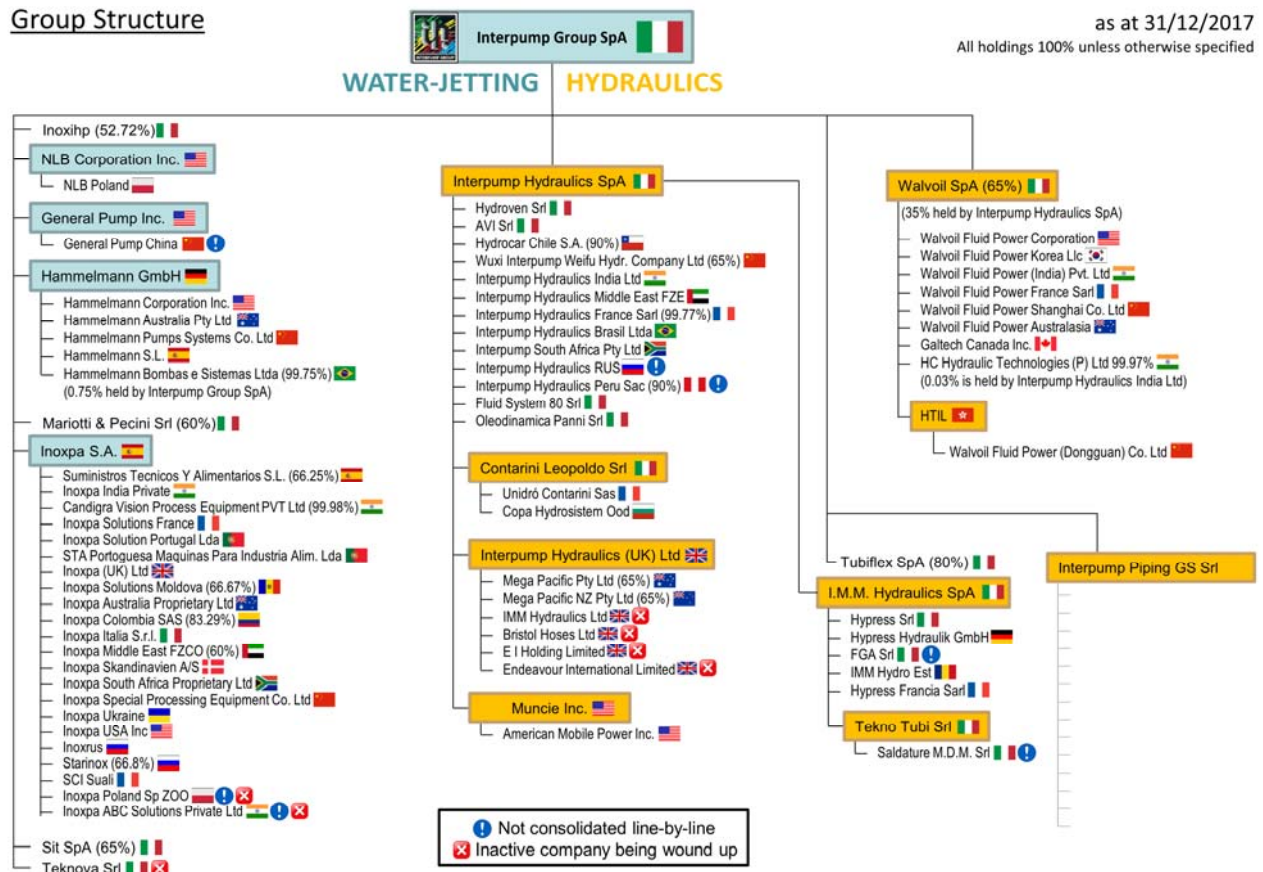 Group Structure
Interpump Group SpA
as at 31/12/2017
All holdings 100% unless otherwise specified
WATER-JETTING HYDRAULICS
Inoxihp (52.72%)
NLB Corporation Inc.
NLB Poland
General Pump Inc.
General Pump China
Hammelmann GmbH
Hammelmann Corporation Inc.
Hammelmann Australia Pty Ltd
Hammelmann Pumps Systems Co. Ltd
Hammelmann S.L.
Hammelmann Bombas e Sistemas Ltda (99.75%)
(0.75% held by Interpump Group SpA)
Mariotti & Pecini Srl (60%)
Inoxpa S.A.
Suministros Tecnicos Y Alimentarios S.L. (66.25%)
Inoxpa India Private
Candigra Vision Process Equipment PVT Ltd (99.98%)
Inoxpa Solutions France
Inoxpa Solution Portugal Lda
STA Portoguesa Maquinas Para Industria Alim. Lda
Inoxpa (UK) Ltd
Inoxpa Solutions Moldova (66.67%)
Inoxpa Australia Proprietary Ltd
Inoxpa Colombia SAS (83.29%)
Inoxpa Italia S.r.l.
Inoxpa Middle East FZCO (60%)
Inoxpa Skandinavien A/S
Inoxpa South Africa Proprietary Ltd
Inoxpa Special Processing Equipment Co. Ltd
Inoxpa Ukraine
Inoxpa USA Inc
Inoxrus
Starinox (66.8%)
SCI Suali
Inoxpa Poland Sp ZOO
Inoxpa ABC Solutions Private Ltd
Sit SpA (65%)
Teknova Srl
Interpump Hydraulics SpA
Hydroven Srl
AVI Srl
Hydrocar Chile S.A. (90%)
Wuxi Interpump Weifu Hydr. Company Ltd (65%)
Interpump Hydraulics India Ltd
Interpump Hydraulics Middle East FZE
Interpump Hydraulics France Sarl (99.77%)
Interpump Hydraulics Brasil Ltda
Interpump South Africa Pty Ltd
Interpump Hydraulics RUS
Interpump Hydraulics Peru Sac (90%)
Fluid System 80 Srl
Oleodinamica Panni Srl
Contarini Leopoldo Srl
Unidró Contarini Sas
Copa Hydrosistem Ood
Interpump Hydraulics (UK) Ltd
Mega Pacific Pty Ltd (65%)
Mega Pacific NZ Pty Ltd (65%)
IMM Hydraulics Ltd
Bristol Hoses Ltd
E I Holding Limited
Endeavour International Limited
Muncie Inc.
American Mobile Power Inc.
Walvoil SpA (65%)
(35% held by Interpump Hydraulics SpA)
Walvoil Fluid Power Corporation
Walvoil Fluid Power Korea Llc
Walvoil Fluid Power (India) Pvt. Ltd
Walvoil Fluid Power France Sarl
Walvoil Fluid Power Shanghai Co. Ltd
Walvoil Fluid Power Australasia
Galtech Canada Inc.
HC Hydraulic Technologies (P) Ltd 99.97%
(0.03% is held by Interpump Hydraulics India Ltd)
HTIL
Walvoil Fluid Power (Dongguan) Co. Ltd
Tubiflex SpA (80%)
I.M.M. Hydraulics SpA
Hypress Srl
Hypress Hydraulik GmbH
FGA Srl
IMM Hydro Est
Hypress Francia Sarl
Tekno Tubi Srl
Saldature M.D.M. Srl
Interpump Piping GS Srl
Not consolidated line-by-line
Inactive company being wound up